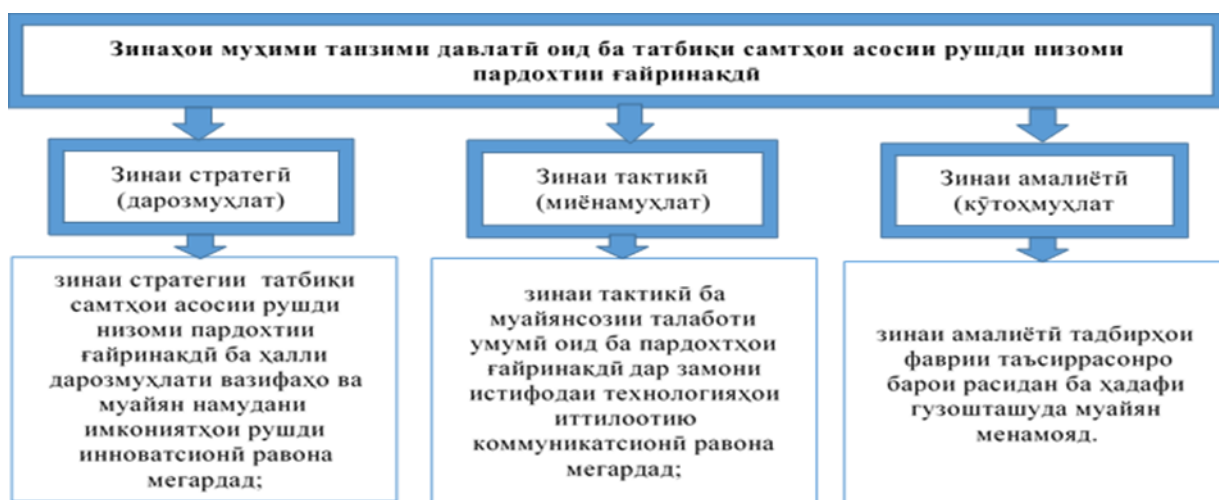 Зинаҳои муҳими танзими давлатӣ оид ба татбиқи самтҳои асосии рушди низоми
пардохтии ғайринақдӣ
Зинаи стратегӣ
(дарозмуҳлат)
зинаи стратегии татбиқи
самтҳои асосии рушди
низоми пардохтии
ғайринақдӣ ба ҳалли
дарозмуҳлати вазифаҳо ва
муайян намудани
имкониятҳои рушди
инноватсионӣ равона
мегардад;
Зинаи тактикӣ
(миёнамуҳлат)
зинаи тактикӣ ба
муайянсозии талаботи
умумӣ оид ба пардохтҳои
ғайринақдӣ дар замони
истифодаи технологияҳои
иттилоотию
коммуникатсионӣ равона
мегардад;
Зинаи амалиётӣ
(кӯтоҳмуҳлат
зинаи амалиётӣ тадбирҳои
фаврии таъсиррасонро
барои расидан ба ҳадафи
гузошташуда муайян
менамояд.